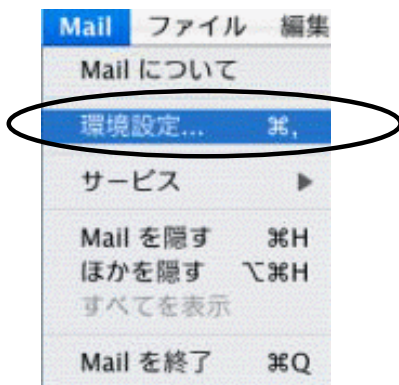 Mail ファイル 編集
Mail について
環境設定... ⌘,
サービス ▶
Mail を隠す ⌘H
ほかを隠す ⌥⌘H
すべてを表示
Mail を終了 ⌘Q